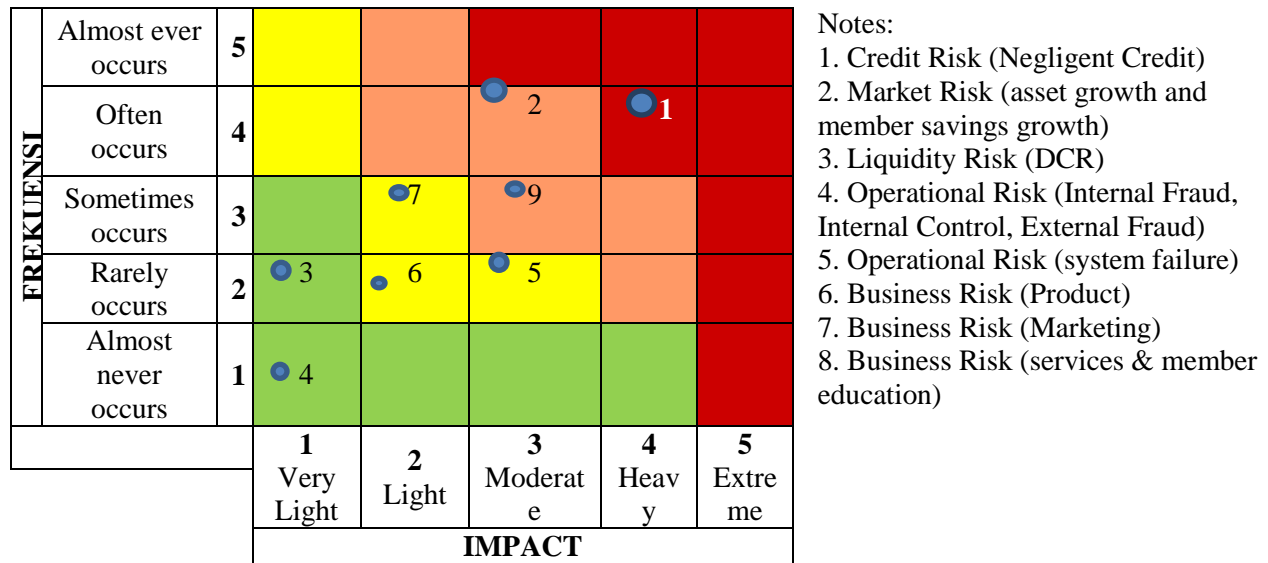 Almost ever
occurs
5
Often
occurs
4
2
1
FREKUENSI
Sometimes
occurs
3
7
9
Rarely
occurs
2
3
6
5
Almost
never
occurs
1
4
1
Very
Light
2
Light
3
Moderat
e
4
Heav
y
5
Extre
me
IMPACT
Notes:
1. Credit Risk (Negligent Credit)
2. Market Risk (asset growth and
member savings growth)
3. Liquidity Risk (DCR)
4. Operational Risk (Internal Fraud,
Internal Control, External Fraud)
5. Operational Risk (system failure)
6. Business Risk (Product)
7. Business Risk (Marketing)
8. Business Risk (services & member
education)